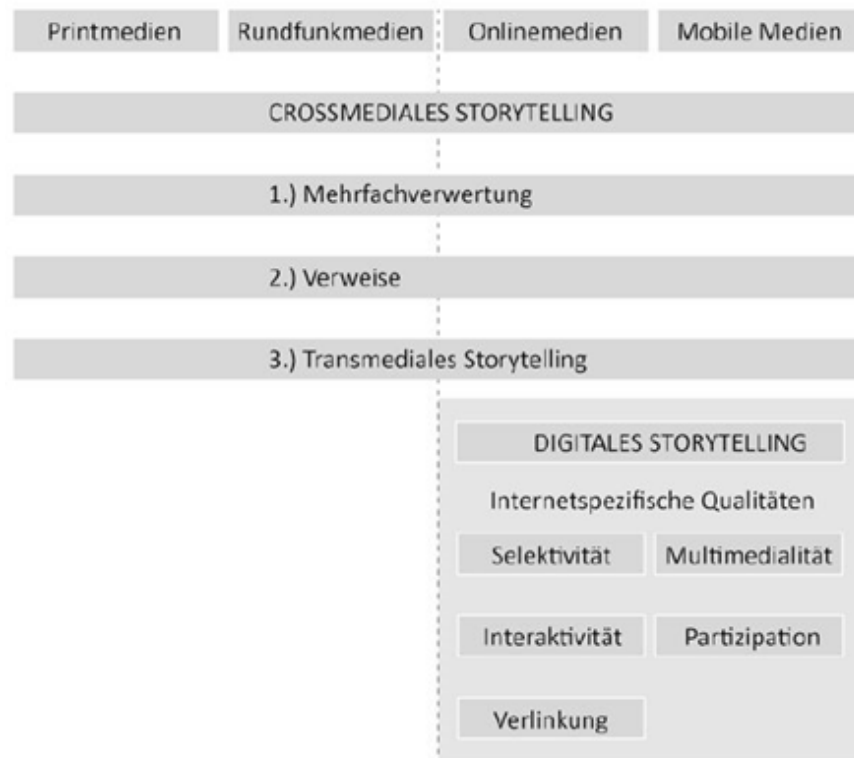 Printmedien Rundfunkmedien Onlinemedien Mobile Medien
CROSSMEDIALES STORYTELLING
1.) Mehrfachverwertung
2.) Verweise
3.) Transmediales Storytelling
DIGITALES STORYTELLING
Internetspezifische Qualitäten
Selektivität Multimedialität
Interaktivität Partizipation
Verlinkung